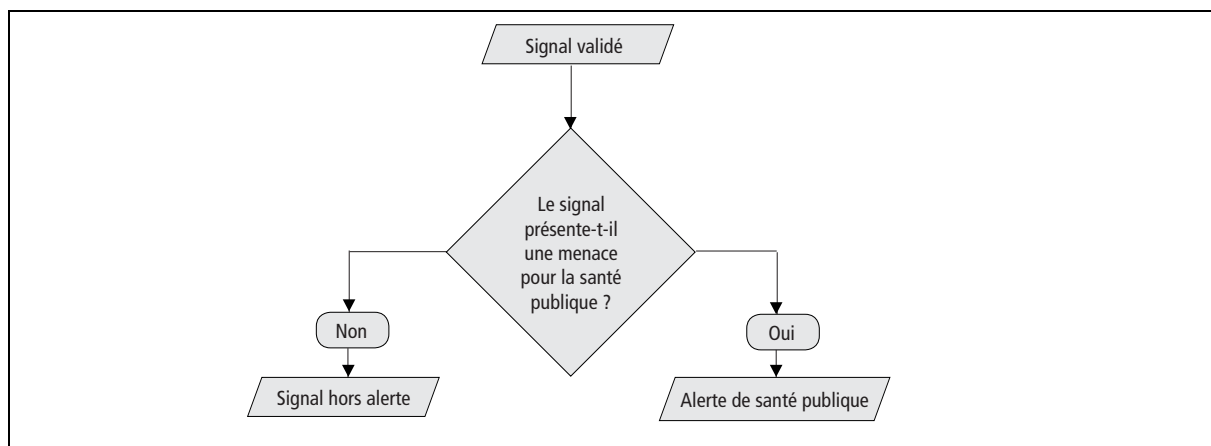 Signal validé
Le signal
présente-t-il
une menace
pour la santé
publique ?
Non
Oui
Signal hors alerte
Alerte de santé publique